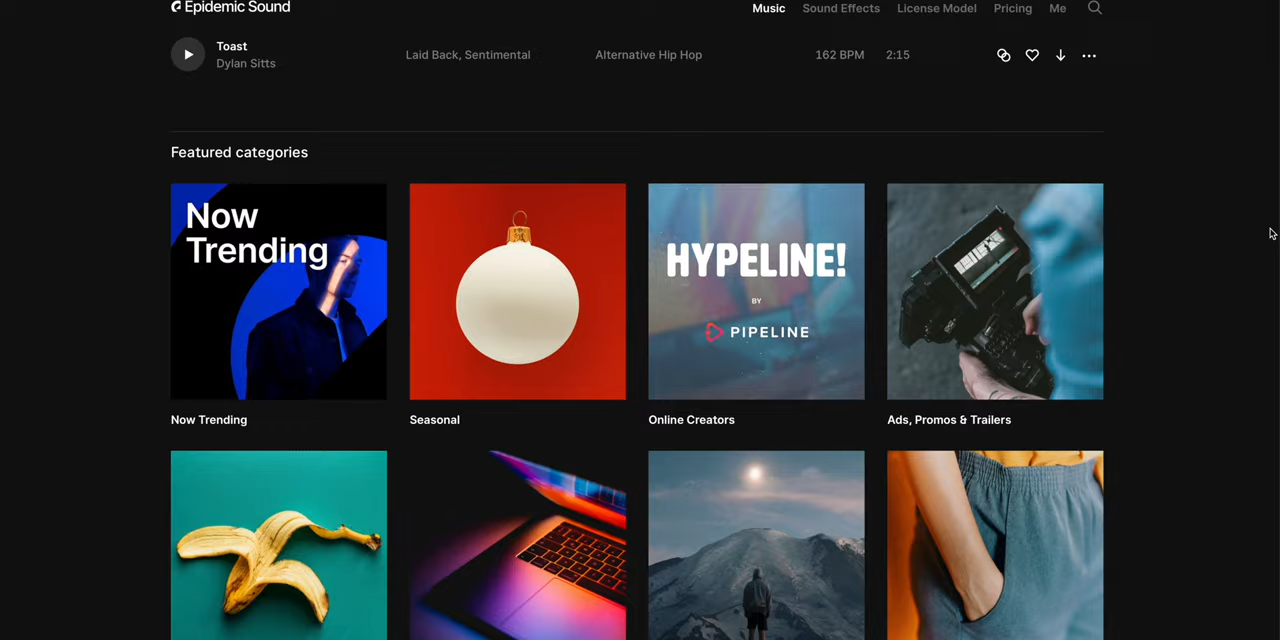 Epidemic Sound
Music Sound Effects License Model Pricing Me
Toast
Dylan Sitts
Laid Back, Sentimental
Alternative Hip Hop
162 BPM
2:15
Featured categories
Now
Trending
HYPELINE!
BY
PIPELINE
Now Trending
Seasonal
Online Creators
Ads, Promos & Trailers